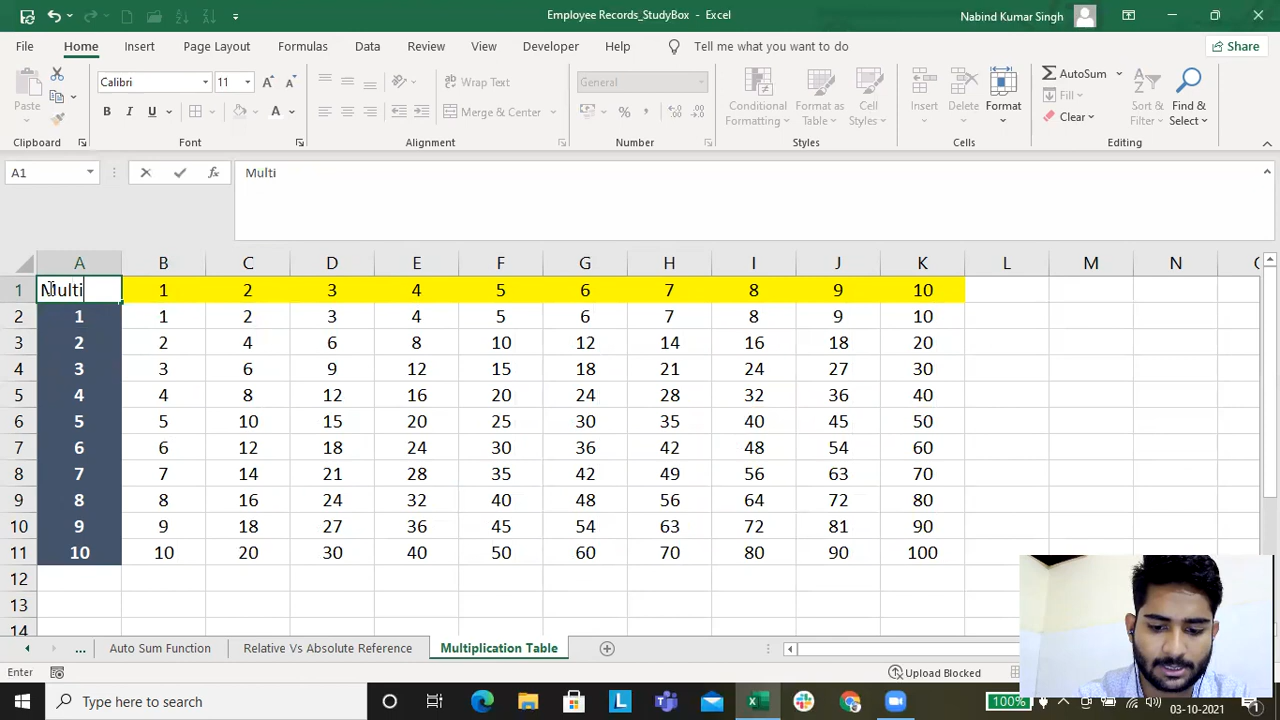 Employee Records_StudyBox - Excel
Nabind Kumar Singh
File Home Insert Page Layout Formulas Data Review View Developer Help Tell me what you want to do Share
Calibri 11 Wrap Text General AutoSum
Paste Merge & Center Conditional Formatting Format as Table Cell Styles Insert Delete Format Fill Clear Sort & Filter Find & Select
Clipboard Font Alignment Number Styles Cells Editing
A1 Multi
A B C D E F G H I J K L M N
1 Multi 1 2 3 4 5 6 7 8 9 10
2 1 1 2 3 4 5 6 7 8 9 10
3 2 2 4 6 8 10 12 14 16 18 20
4 3 3 6 9 12 15 18 21 24 27 30
5 4 4 8 12 16 20 24 28 32 36 40
6 5 5 10 15 20 25 30 35 40 45 50
7 6 6 12 18 24 30 36 42 48 54 60
8 7 7 14 21 28 35 42 49 56 63 70
9 8 8 16 24 32 40 48 56 64 72 80
10 9 9 18 27 36 45 54 63 72 81 90
11 10 10 20 30 40 50 60 70 80 90 100
12
13
14
... Auto Sum Function Relative Vs Absolute Reference Multiplication Table
Enter Upload Blocked
Type here to search 100% 03-10-2021